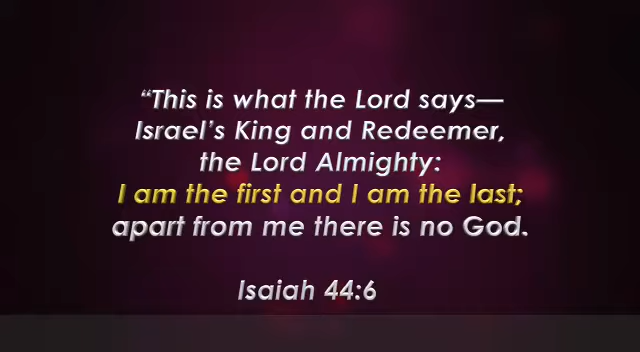 “This is what the Lord says—
Israel’s King and Redeemer,
the Lord Almighty:
I am the first and I am the last;
apart from me there is no God.
Isaiah 44:6